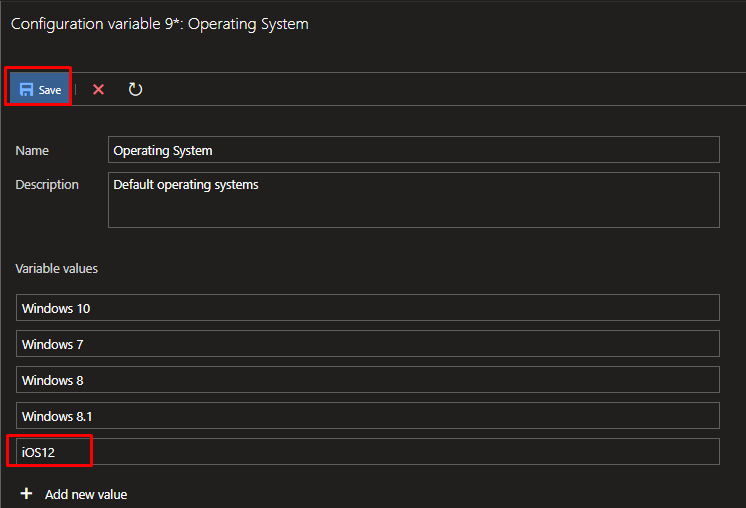 Configuration variable 9*: Operating System
Save
Name Operating System
Description Default operating systems
Variable values
Windows 10
Windows 7
Windows 8
Windows 8.1
iOS12
+ Add new value